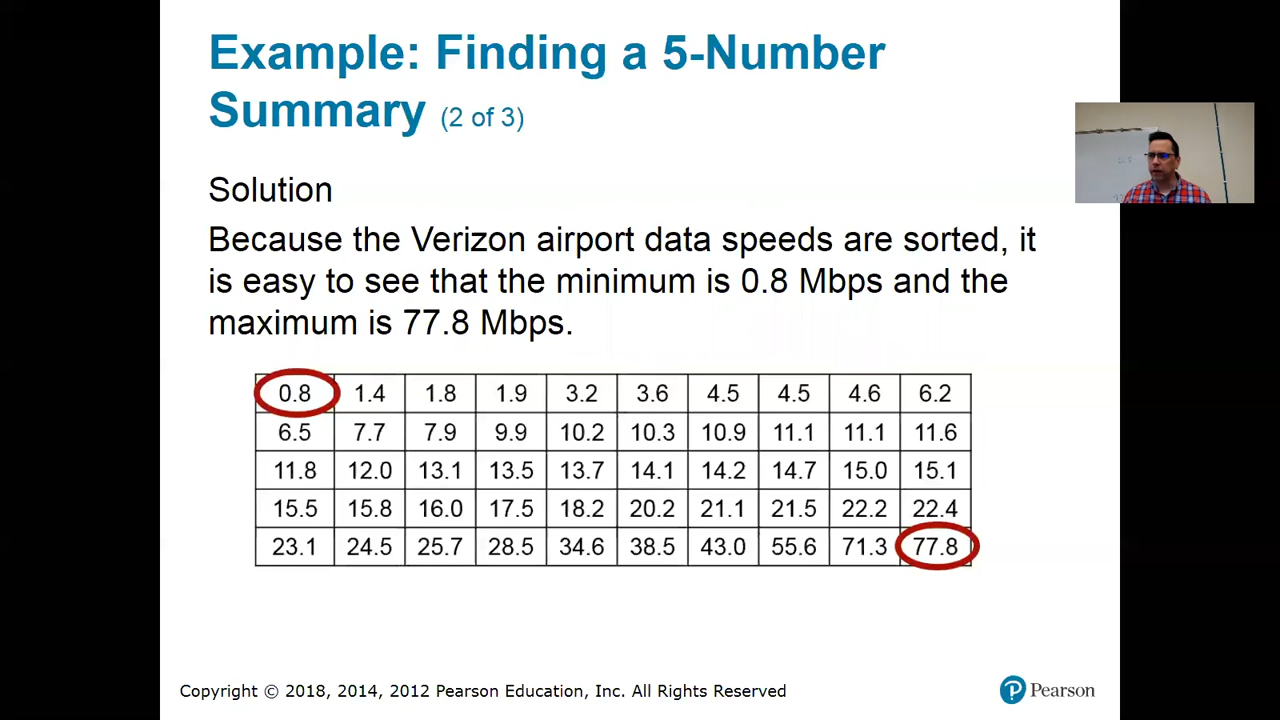 Example: Finding a 5-Number
Summary (2 of 3)
Solution
Because the Verizon airport data speeds are sorted, it
is easy to see that the minimum is 0.8 Mbps and the
maximum is 77.8 Mbps.
0.8 1.4 1.8 1.9 3.2 3.6 4.5 4.5 4.6 6.2
6.5 7.7 7.9 9.9 10.2 10.3 10.9 11.1 11.1 11.6
11.8 12.0 13.1 13.5 13.7 14.1 14.2 14.7 15.0 15.1
15.5 15.8 16.0 17.5 18.2 20.2 21.1 21.5 22.2 22.4
23.1 24.5 25.7 28.5 34.6 38.5 43.0 55.6 71.3 77.8
Copyright © 2018, 2014, 2012 Pearson Education, Inc. All Rights Reserved
P Pearson